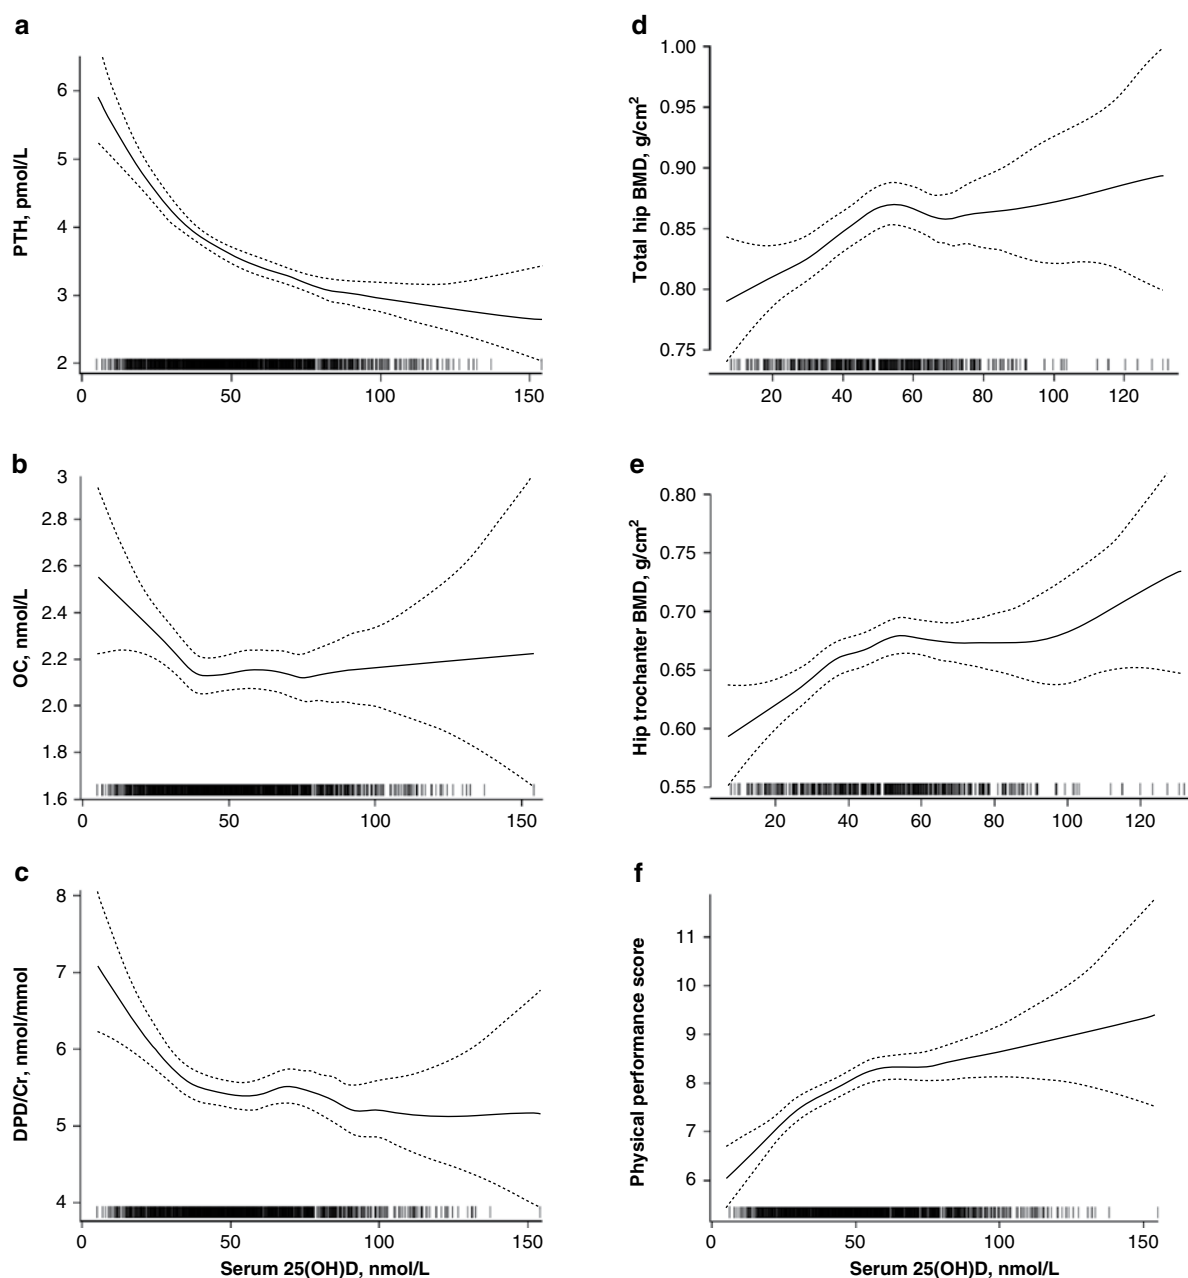 a
PTH, pmol/L
6
5
4
3
2
0 50 100 150
b
OC, nmol/L
3
2.8
2.6
2.4
2.2
2.0
1.8
1.6
0 50 100 150
c
DPD/Cr, nmol/mmol
8
7
6
5
4
0 50 100 150
Serum 25(OH)D, nmol/L
d
Total hip BMD, g/cm²
1.00
0.95
0.90
0.85
0.80
0.75
20 40 60 80 100 120
e
Hip trochanter BMD, g/cm²
0.80
0.75
0.70
0.65
0.60
0.55
20 40 60 80 100 120
f
Physical performance score
11
10
9
8
7
6
0 50 100 150
Serum 25(OH)D, nmol/L